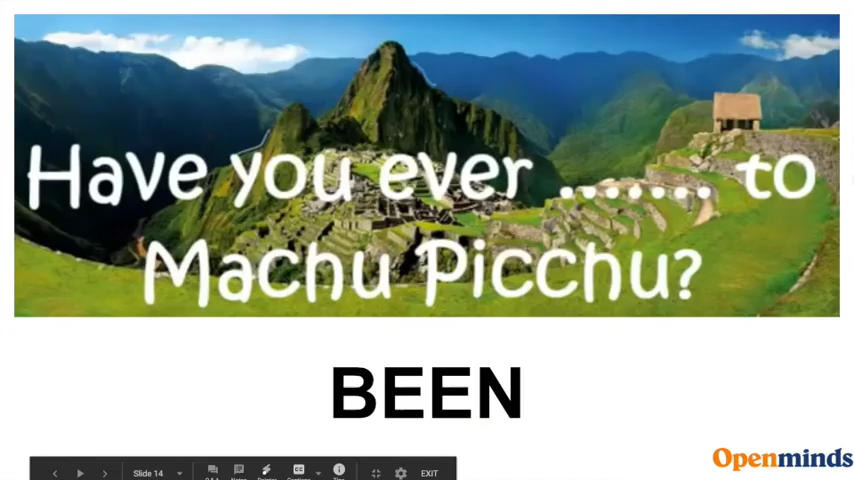 Have you ever ....... to
Machu Picchu?
BEEN
Slide 14
EXIT
Openminds